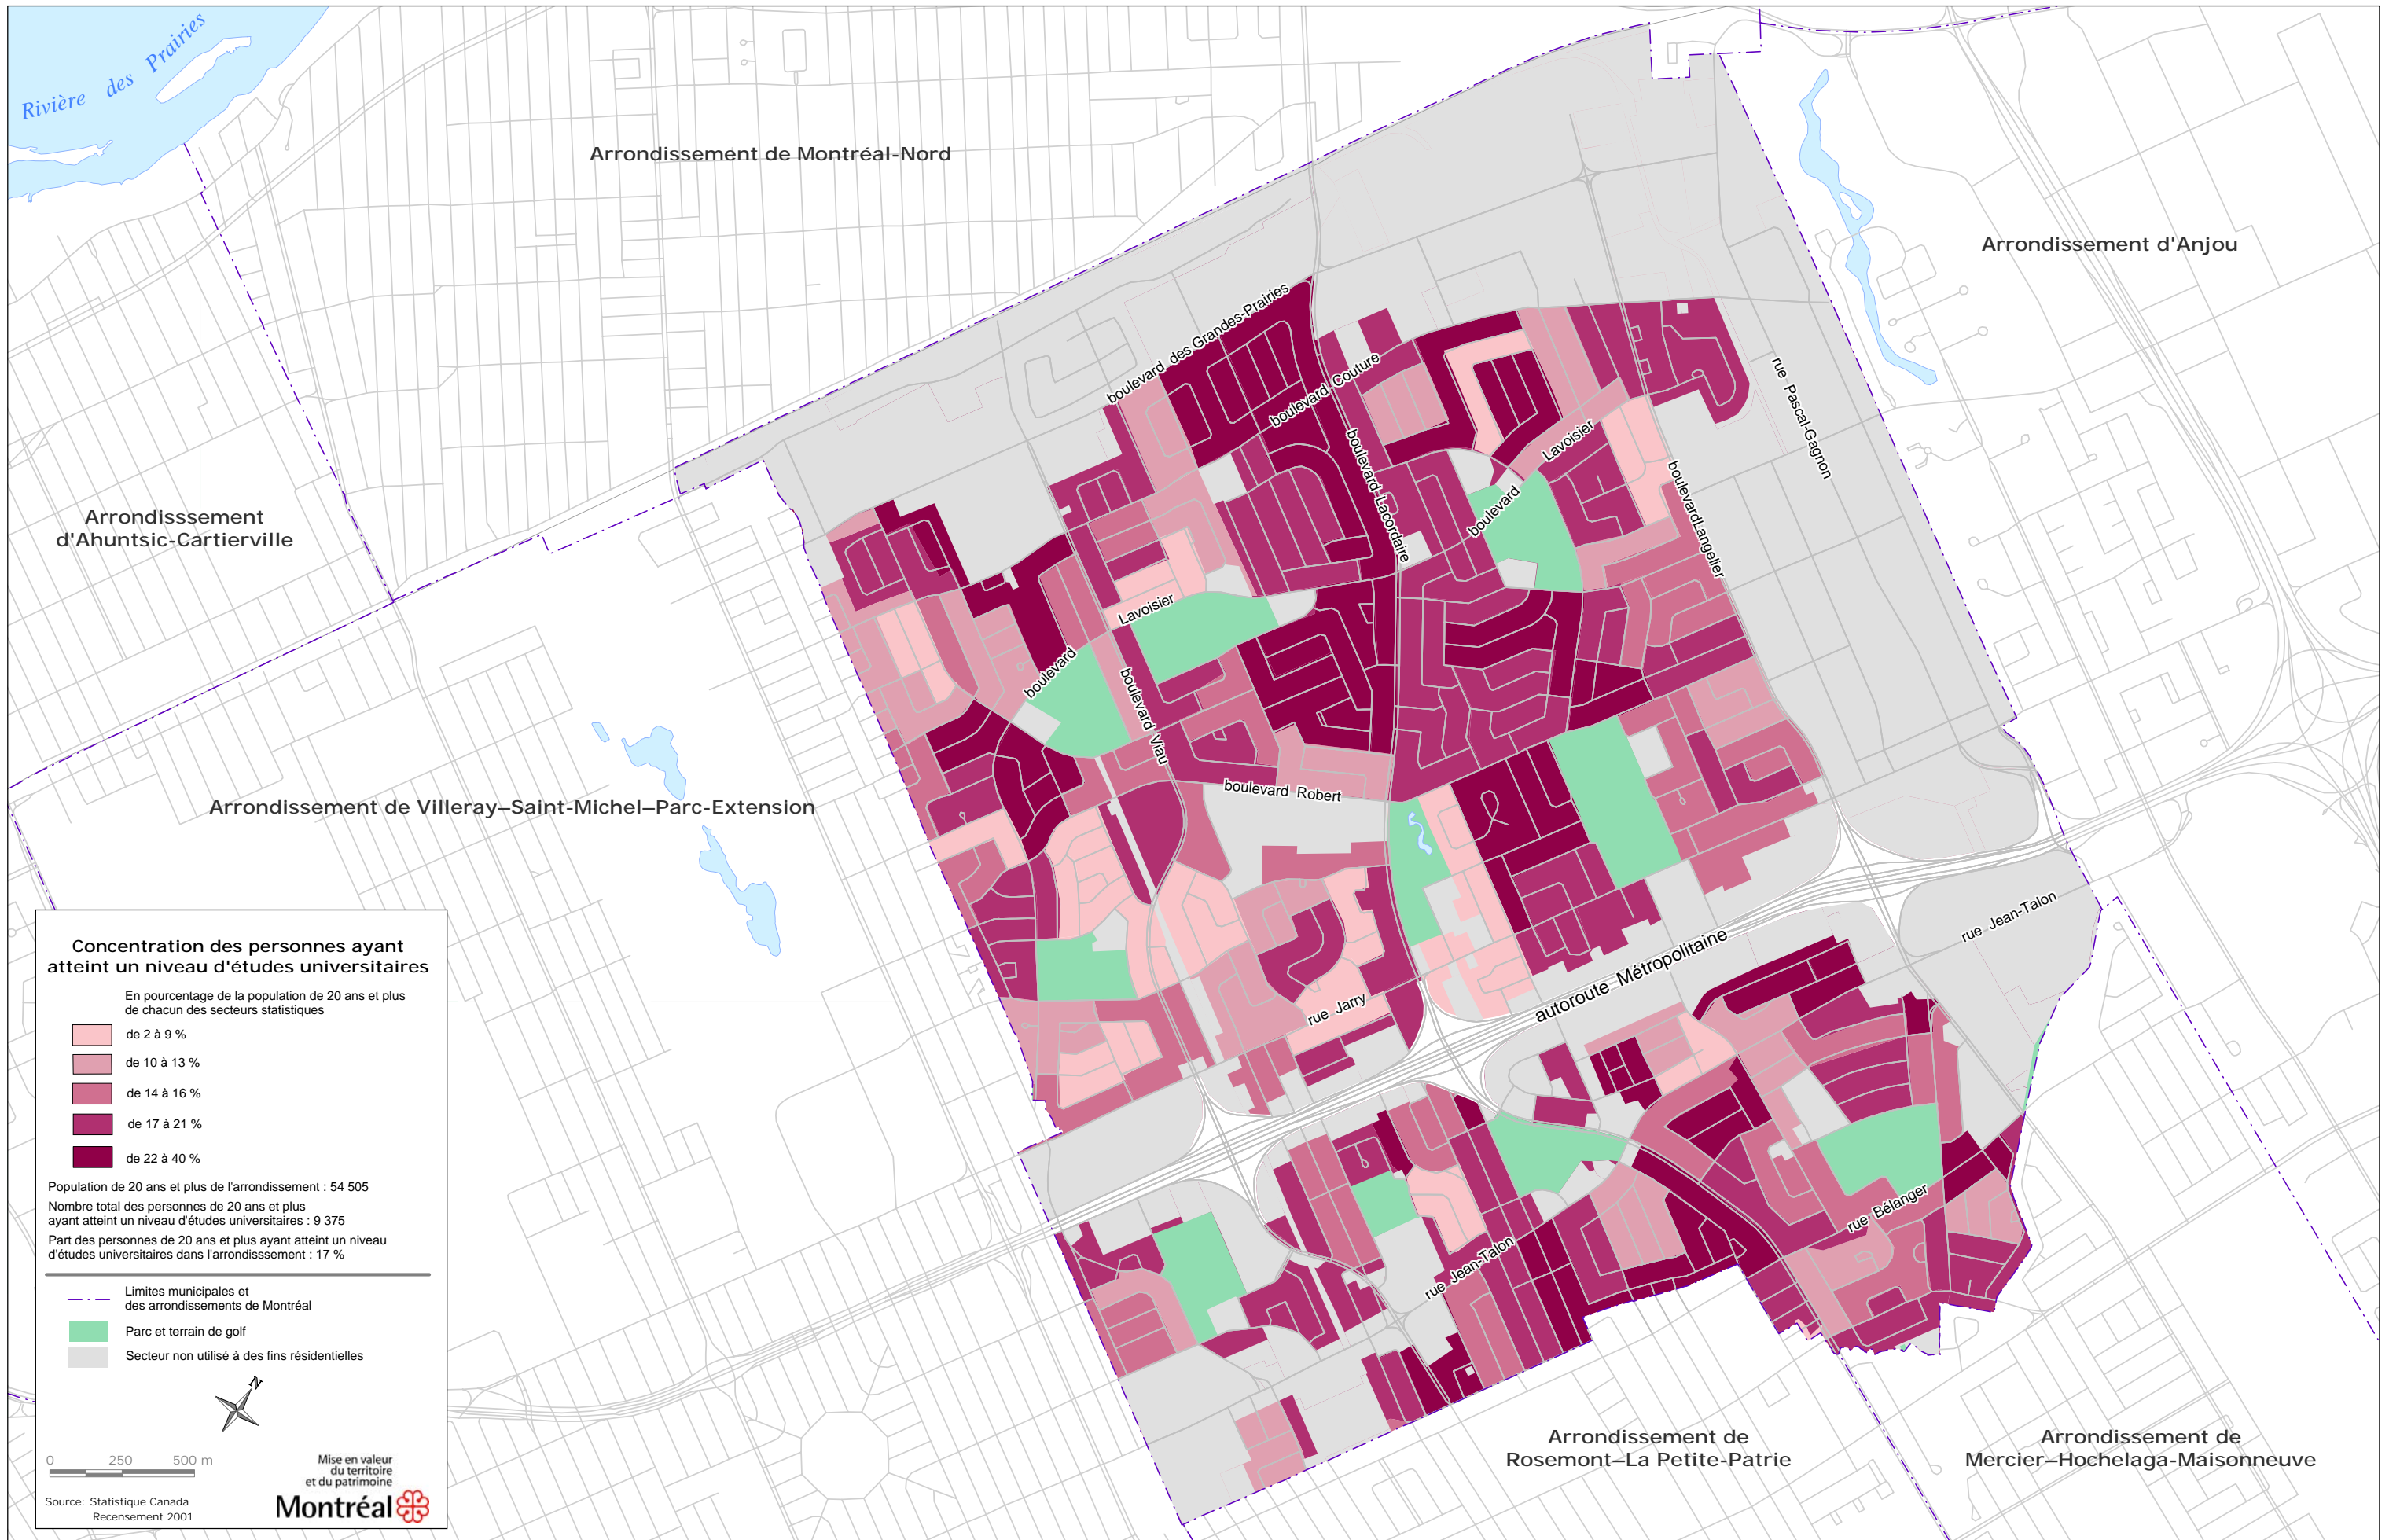 Rivière des Prairies
Arrondissement de Montréal-Nord
Arrondissement d'Anjou
Arrondisssement
d'Ahuntsic-Cartierville
Arrondissement de Villeray–Saint-Michel–Parc-Extension
boulevard des Grandes-Prairies
boulevard Couture
boulevard Lacordaire
Lavoisier
boulevard
boulevardLangelier
rue Pascal-Gagnon
Lavoisier
boulevard
boulevard Viau
boulevard Robert
rue Jarry
autoroute Métropolitaine
rue Jean-Talon
rue Bélanger
rue Jean-Talon
Arrondissement de
Rosemont–La Petite-Patrie
Arrondissement de
Mercier–Hochelaga-Maisonneuve
Concentration des personnes ayant
atteint un niveau d'études universitaires
En pourcentage de la population de 20 ans et plus
de chacun des secteurs statistiques
de 2 à 9 %
de 10 à 13 %
de 14 à 16 %
de 17 à 21 %
de 22 à 40 %
Population de 20 ans et plus de l'arrondissement : 54 505
Nombre total des personnes de 20 ans et plus
ayant atteint un niveau d'études universitaires : 9 375
Part des personnes de 20 ans et plus ayant atteint un niveau
d'études universitaires dans l'arrondisssement : 17 %
Limites municipales et
des arrondissements de Montréal
Parc et terrain de golf
Secteur non utilisé à des fins résidentielles
N
0 250 500 m
Mise en valeur
du territoire
et du patrimoine
Montréal
Source: Statistique Canada
Recensement 2001